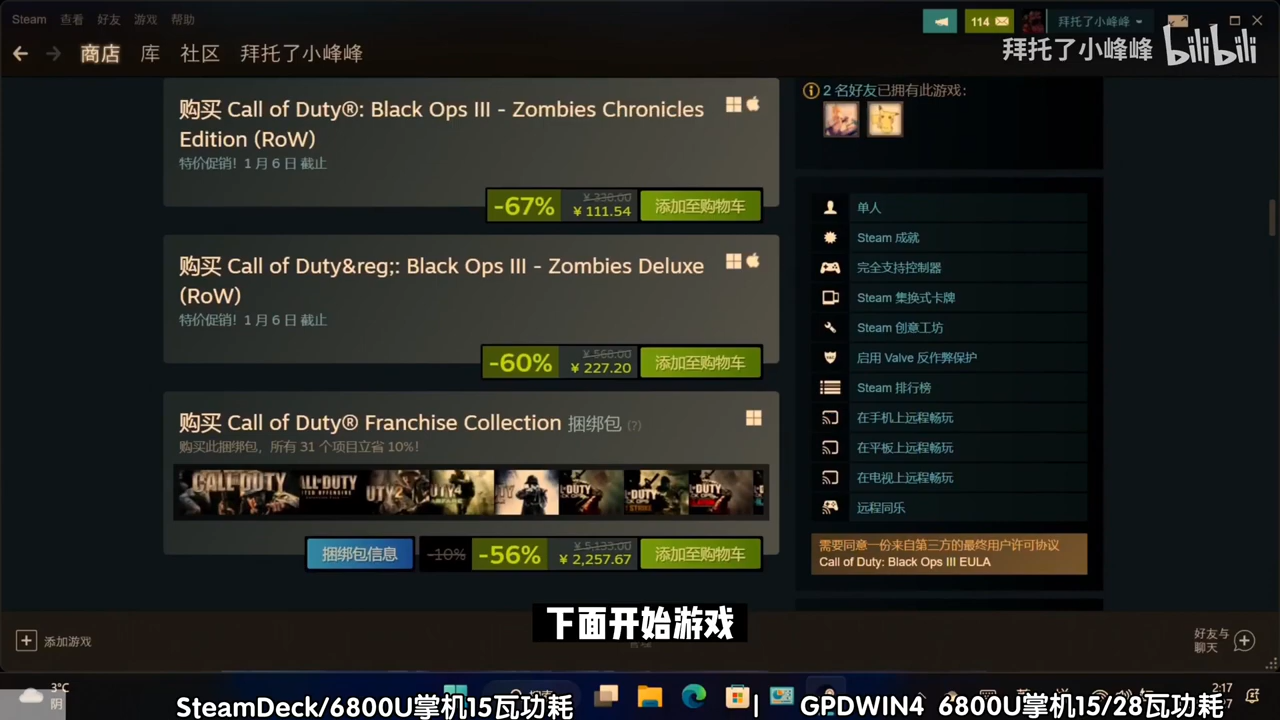 Steam 查看 好友 游戏 帮助
114
拜托了小峰峰
商店 库 社区 拜托了小峰峰
拜托了小峰峰 bilibili
购买 Call of Duty®: Black Ops III - Zombies Chronicles
Edition (RoW)
特价促销！1 月 6 日 截止
-67%
¥ 338.00
¥ 111.54
添加至购物车
购买 Call of Duty&reg;: Black Ops III - Zombies Deluxe
(RoW)
特价促销！1 月 6 日 截止
-60%
¥ 568.00
¥ 227.20
添加至购物车
购买 Call of Duty® Franchise Collection 捆绑包 (?)
购买此捆绑包，所有 31 个项目立省 10%！
捆绑包信息
-10%
-56%
¥ 5,133.00
¥ 2,257.67
添加至购物车
2 名好友已拥有此游戏：
单人
Steam 成就
完全支持控制器
Steam 集换式卡牌
Steam 创意工坊
启用 Valve 反作弊保护
Steam 排行榜
在手机上远程畅玩
在平板上远程畅玩
在电视上远程畅玩
远程同乐
需要同意一份来自第三方的最终用户许可协议
Call of Duty: Black Ops III EULA
下面开始游戏
添加游戏
好友与
聊天
3°C
阴
2:17
SteamDeck/6800U掌机15瓦功耗 | GPDWIN4 6800U掌机15/28瓦功耗